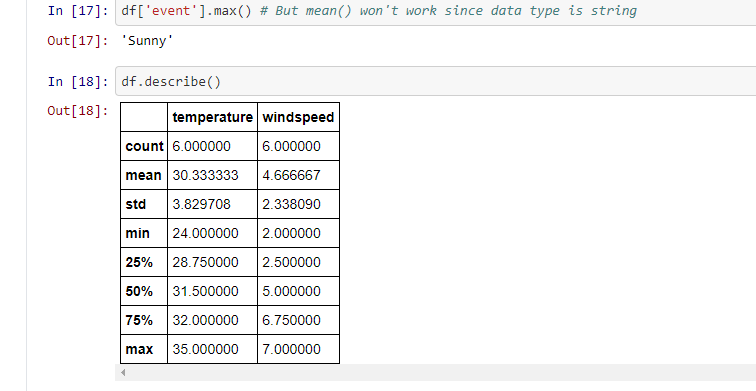 In [17]: df['event'].max() # But mean() won't work since data type is string
Out[17]: 'Sunny'
In [18]: df.describe()
Out[18]:
temperature windspeed
count 6.000000 6.000000
mean 30.333333 4.666667
std 3.829708 2.338090
min 24.000000 2.000000
25% 28.750000 2.500000
50% 31.500000 5.000000
75% 32.000000 6.750000
max 35.000000 7.000000